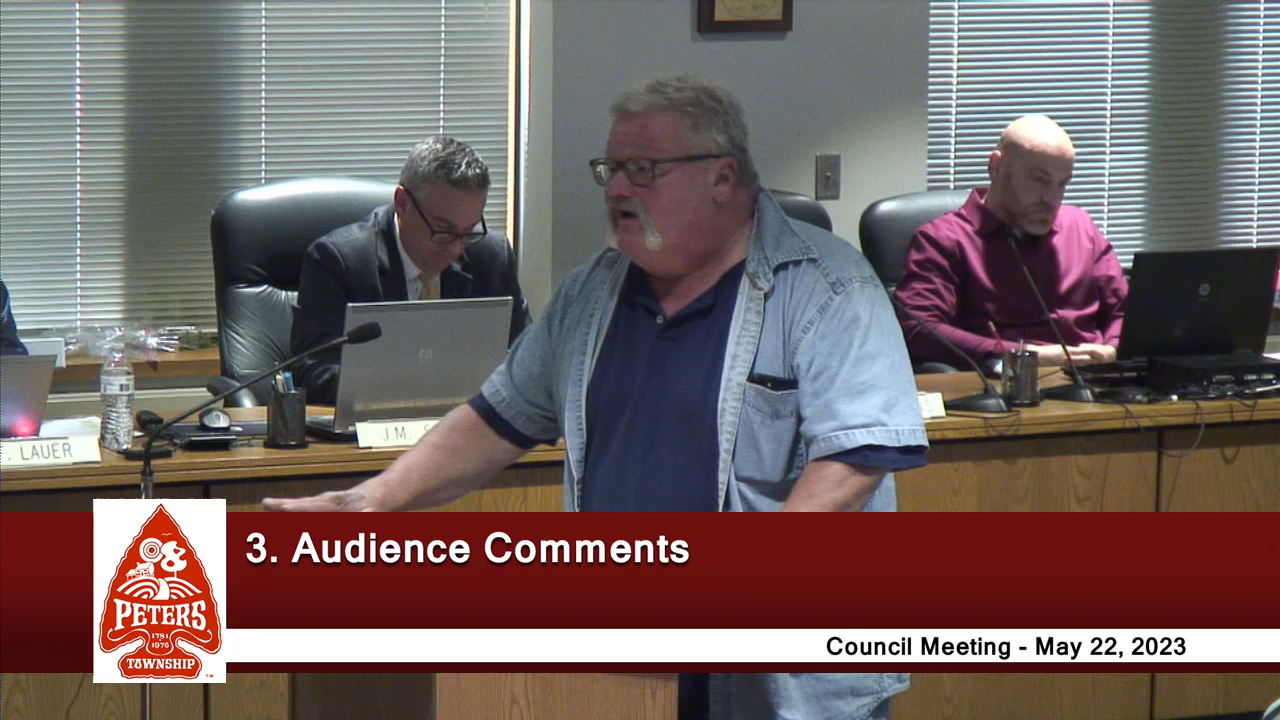 . LAUER
J.M.
3. Audience Comments
PETERS
1781
1976
TOWNSHIP
Council Meeting - May 22, 2023